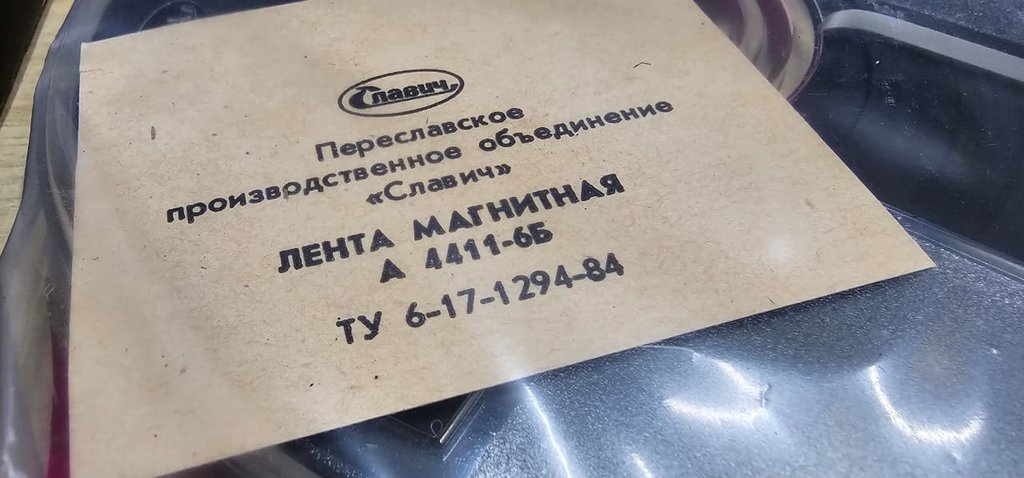 Славич
Переславское
производственное объединение
«Славич»
ЛЕНТА МАГНИТНАЯ
А 4411-6Б
ТУ 6-17-1294-84